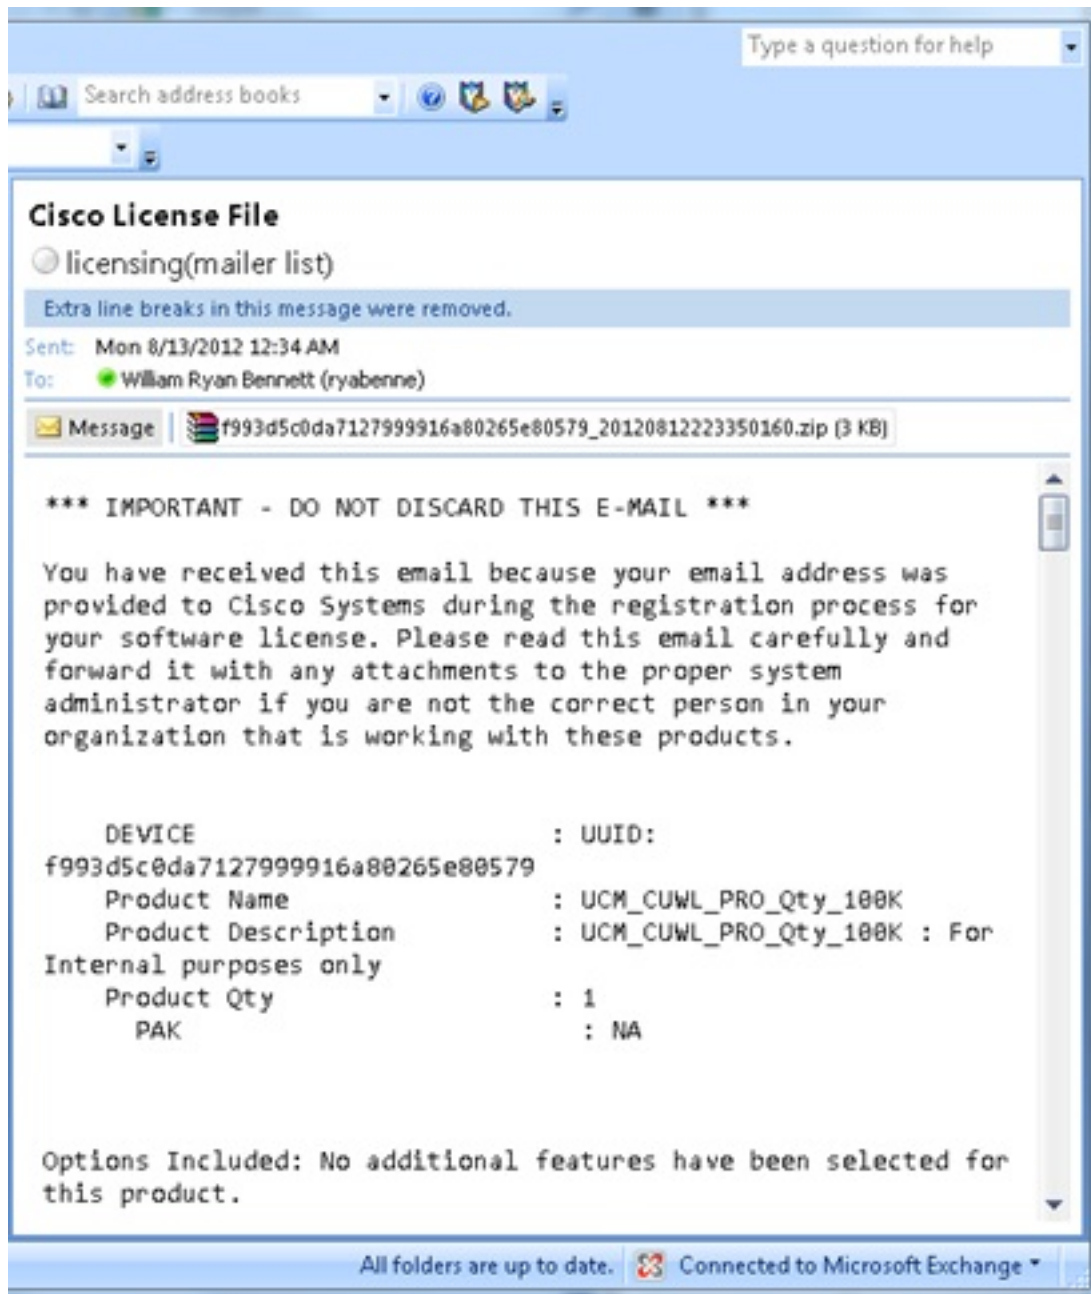 Type a question for help
Search address books
Cisco License File
licensing(mailer list)
Extra line breaks in this message were removed.
Sent: Mon 8/13/2012 12:34 AM
To: William Ryan Bennett (ryabenne)
Message f993d5c0da7127999916a80265e80579_20120812223350160.zip (3 KB)
*** IMPORTANT - DO NOT DISCARD THIS E-MAIL ***
You have received this email because your email address was
provided to Cisco Systems during the registration process for
your software license. Please read this email carefully and
forward it with any attachments to the proper system
administrator if you are not the correct person in your
organization that is working with these products.
DEVICE : UUID:
f993d5c0da7127999916a80265e80579
Product Name : UCM_CUWL_PRO_Qty_100K
Product Description : UCM_CUWL_PRO_Qty_100K : For
Internal purposes only
Product Qty : 1
PAK : NA
Options Included: No additional features have been selected for
this product.
All folders are up to date. Connected to Microsoft Exchange